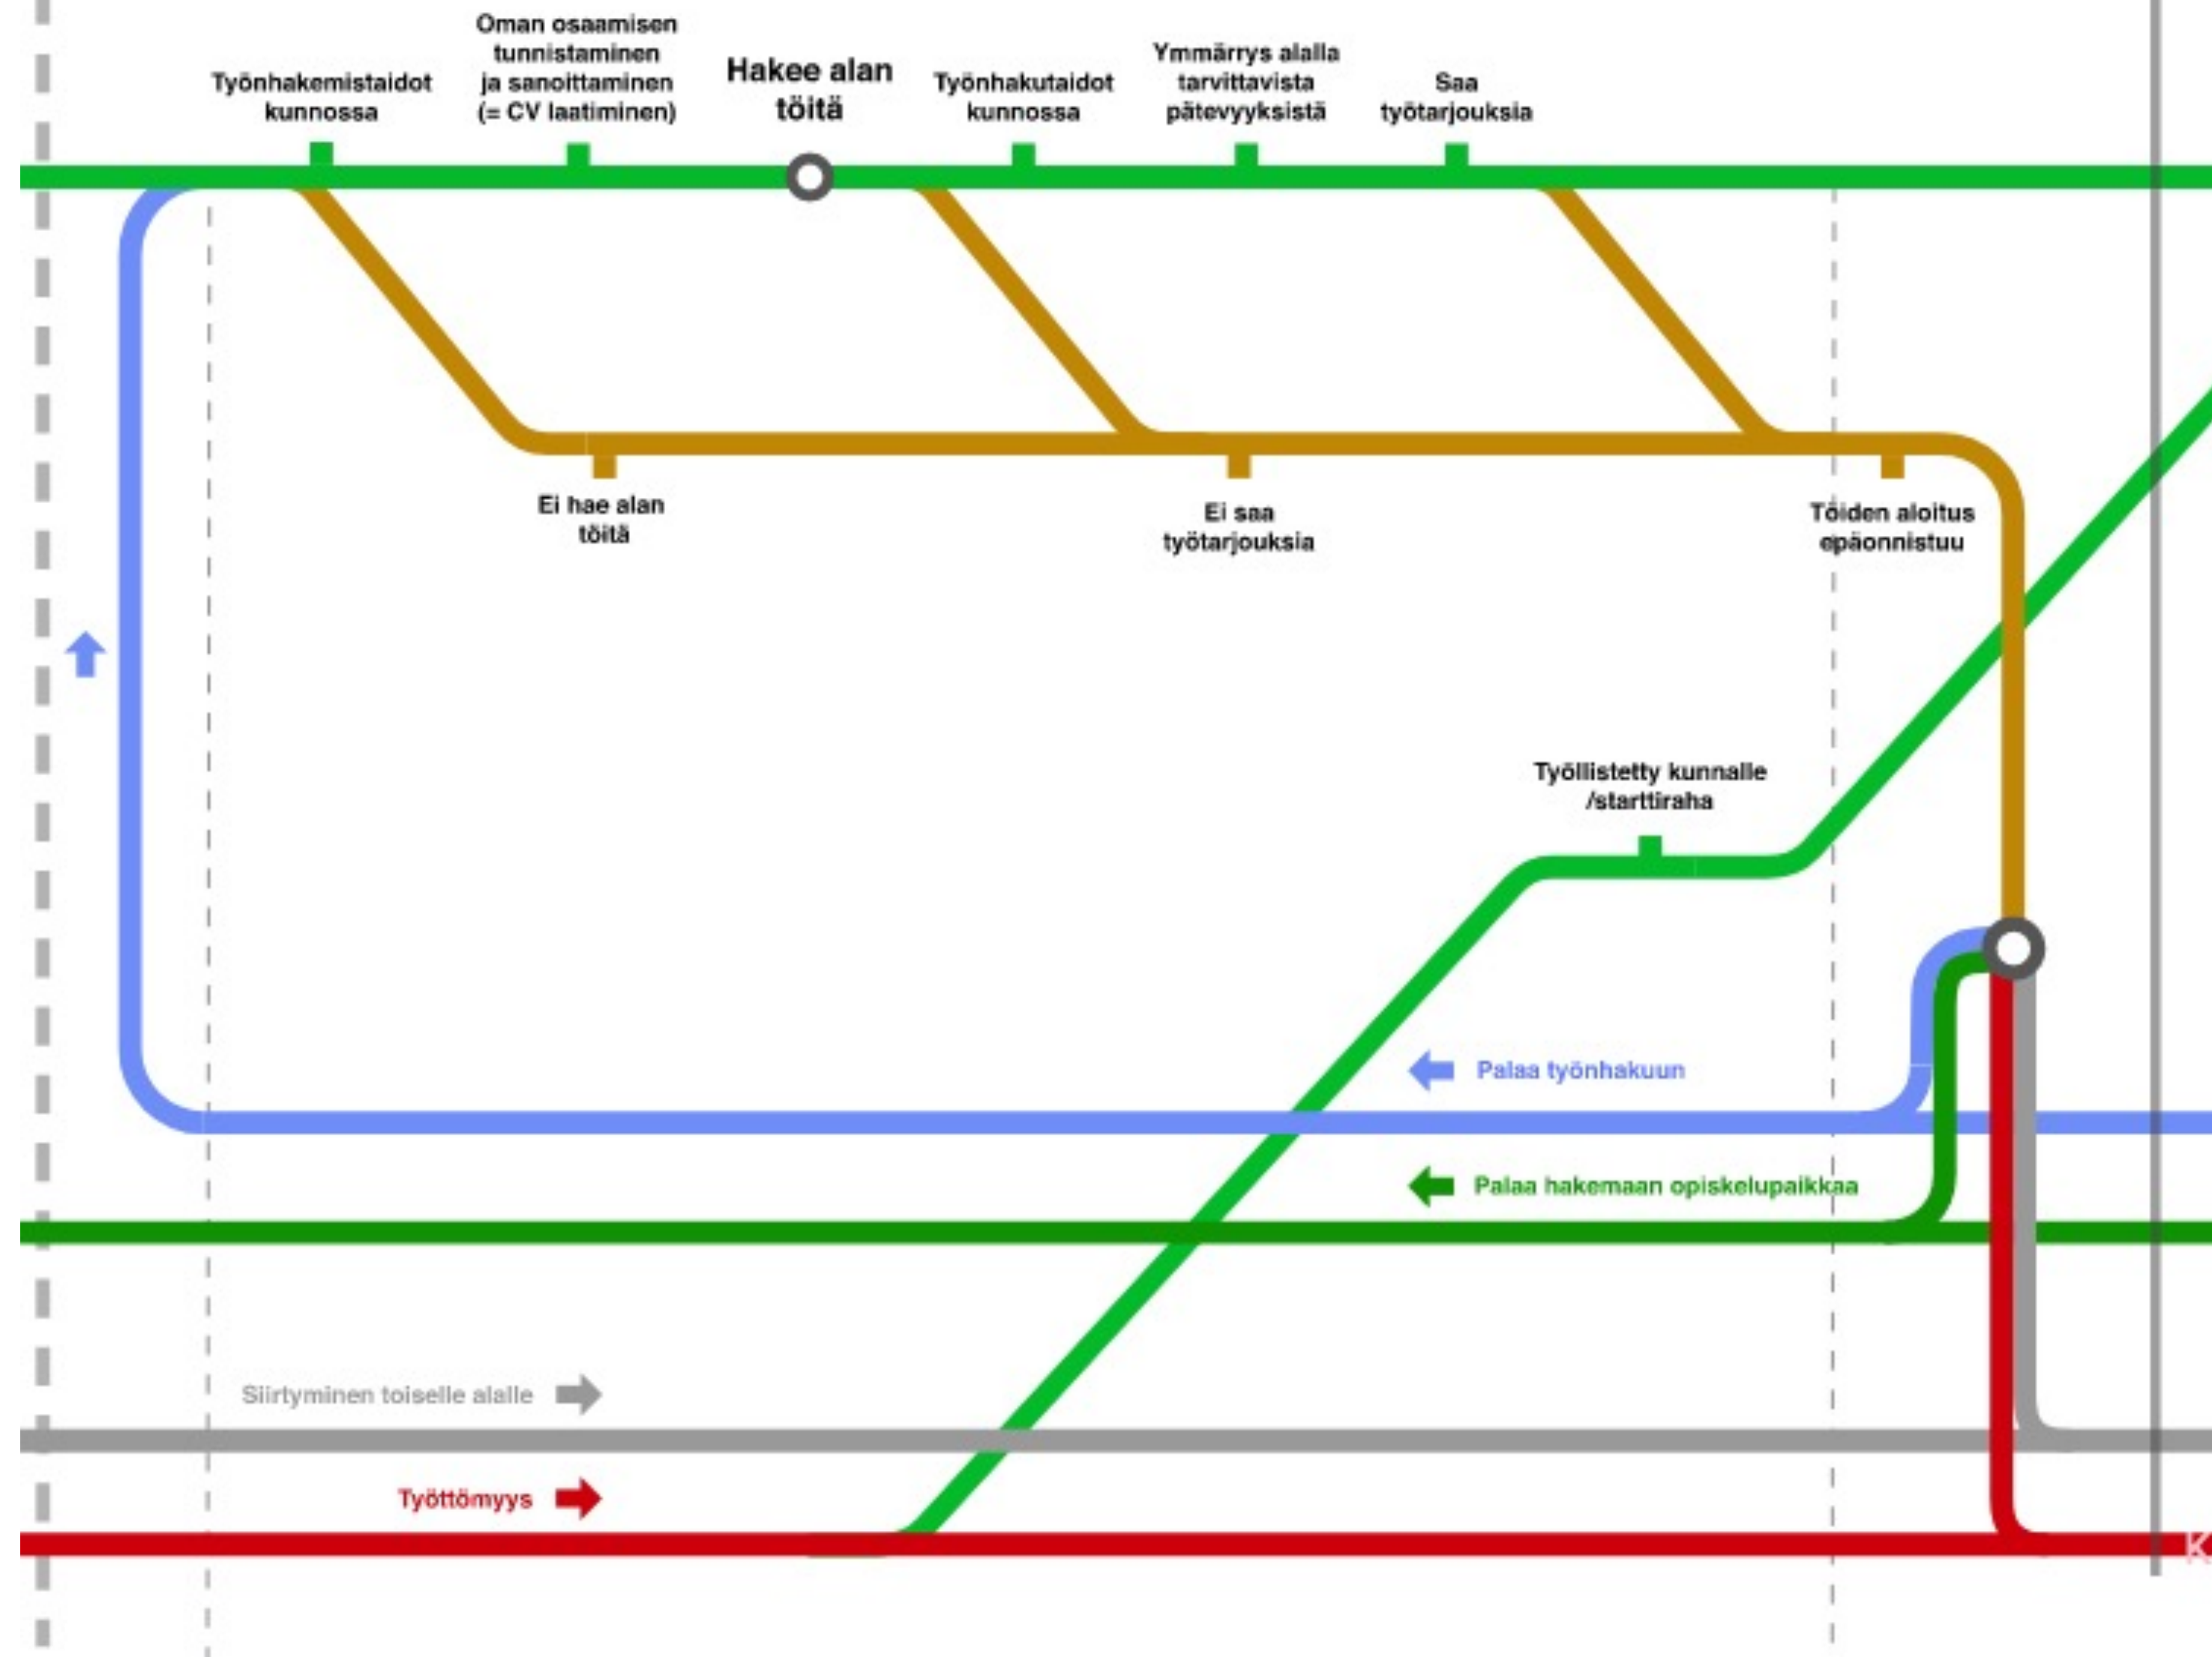 Työnhakemistaidot
kunnossa
Oman osaamisen
tunnistaminen
ja sanoittaminen
(= CV laatiminen)
Hakee alan
töitä
Työnhakutaidot
kunnossa
Ymmärrys alalla
tarvittavista
pätevyyksistä
Saa
työtarjouksia
Ei hae alan
töitä
Ei saa
työtarjouksia
Töiden aloitus
epäonnistuu
Työllistetty kunnalle
/starttiraha
Palaa työnhakuun
Palaa hakemaan opiskelupaikkaa
Siirtyminen toiselle alalle
Työttömyys
K